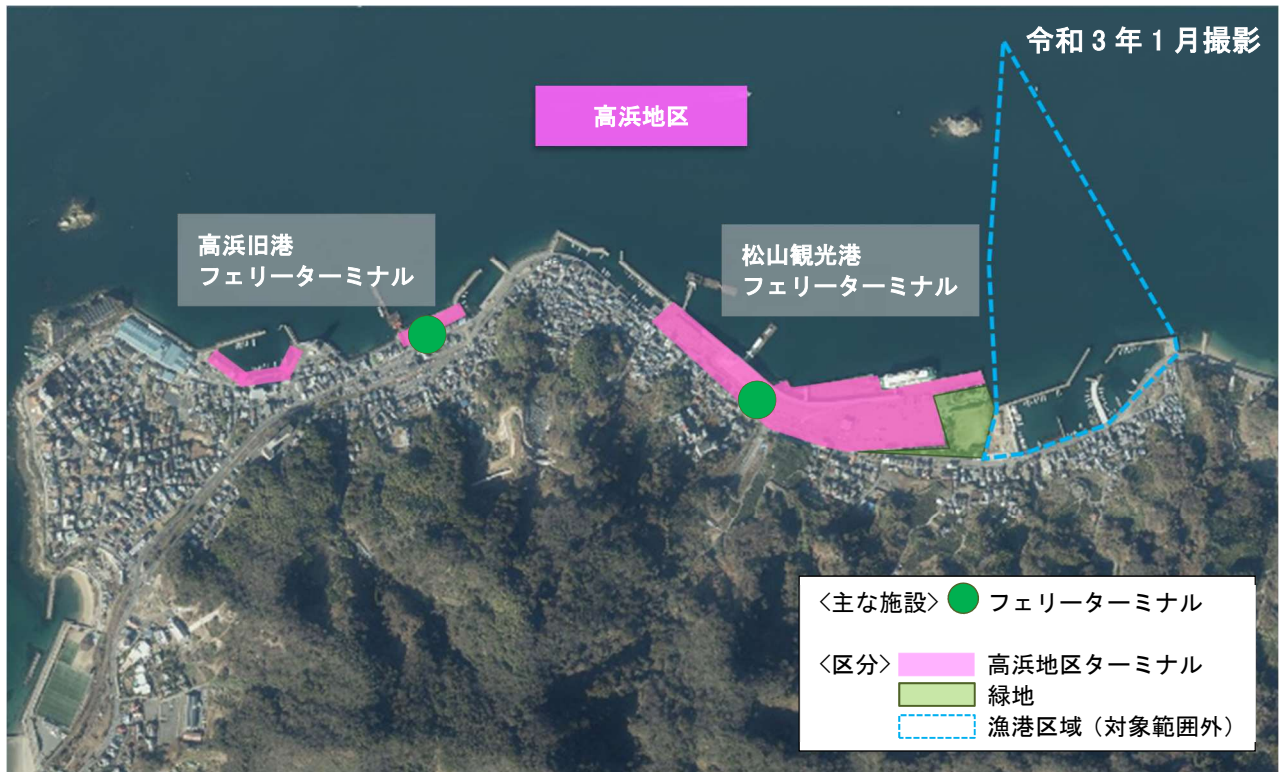 令和３年１月撮影
高浜地区
高浜旧港
フェリーターミナル
松山観光港
フェリーターミナル
<主な施設> フェリーターミナル
<区分> 高浜地区ターミナル
緑地
漁港区域（対象範囲外）